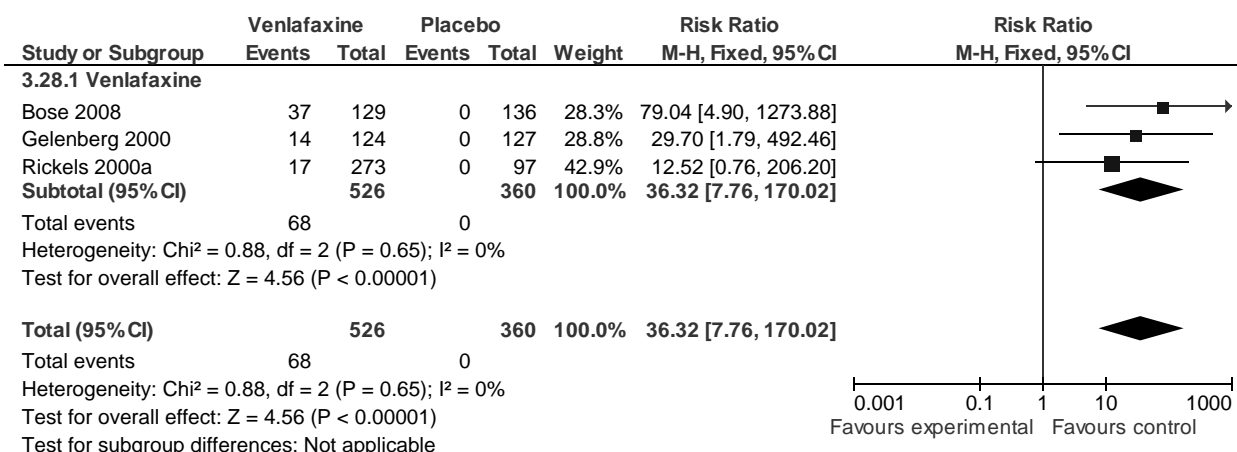 Venlafaxine Placebo Risk Ratio Risk Ratio
Study or Subgroup Events Total Events Total Weight M-H, Fixed, 95% CI M-H, Fixed, 95% CI
3.28.1 Venlafaxine
Bose 2008 37 129 0 136 28.3% 79.04 [4.90, 1273.88]
Gelenberg 2000 14 124 0 127 28.8% 29.70 [1.79, 492.46]
Rickels 2000a 17 273 0 97 42.9% 12.52 [0.76, 206.20]
Subtotal (95% CI) 526 360 100.0% 36.32 [7.76, 170.02]
Total events 68 0
Heterogeneity: Chi² = 0.88, df = 2 (P = 0.65); I² = 0%
Test for overall effect: Z = 4.56 (P < 0.00001)
Total (95% CI) 526 360 100.0% 36.32 [7.76, 170.02]
Total events 68 0
Heterogeneity: Chi² = 0.88, df = 2 (P = 0.65); I² = 0%
Test for overall effect: Z = 4.56 (P < 0.00001)
Test for subgroup differences: Not applicable
0.001 0.1 1 10 1000
Favours experimental Favours control